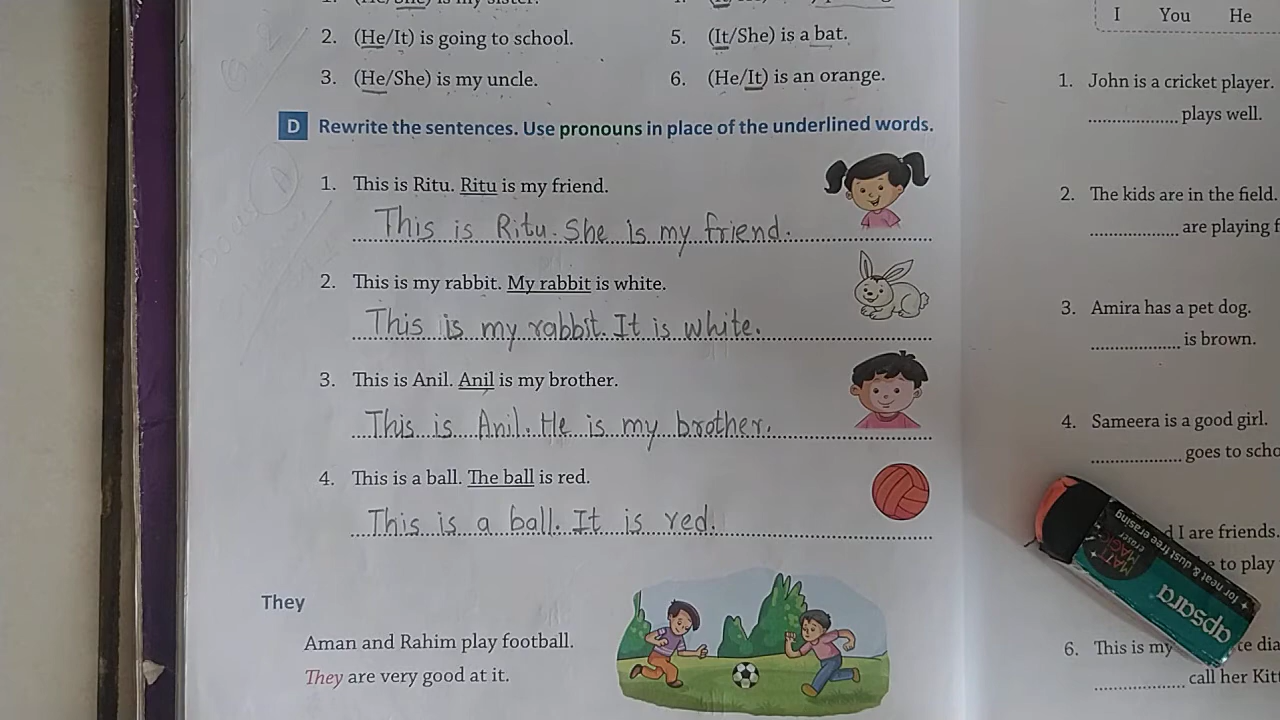 is my sister.
2. (He/It) is going to school.
5. (It/She) is a bat.
3. (He/She) is my uncle.
6. (He/It) is an orange.
D Rewrite the sentences. Use pronouns in place of the underlined words.
1. This is Ritu. Ritu is my friend.
This is Ritu. She is my friend.
2. This is my rabbit. My rabbit is white.
This is my rabbit. It is white.
3. This is Anil. Anil is my brother.
This is Anil. He is my brother.
4. This is a ball. The ball is red.
This is a ball. It is red.
They
Aman and Rahim play football.
They are very good at it.
I You He
1. John is a cricket player.
plays well.
2. The kids are in the field.
are playing
3. Amira has a pet dog.
is brown.
4. Sameera is a good girl.
goes to
I are friends.
to play
6. This is my
call her
apsara
MATT MAGIC
eraser
for neat & dust free erasing